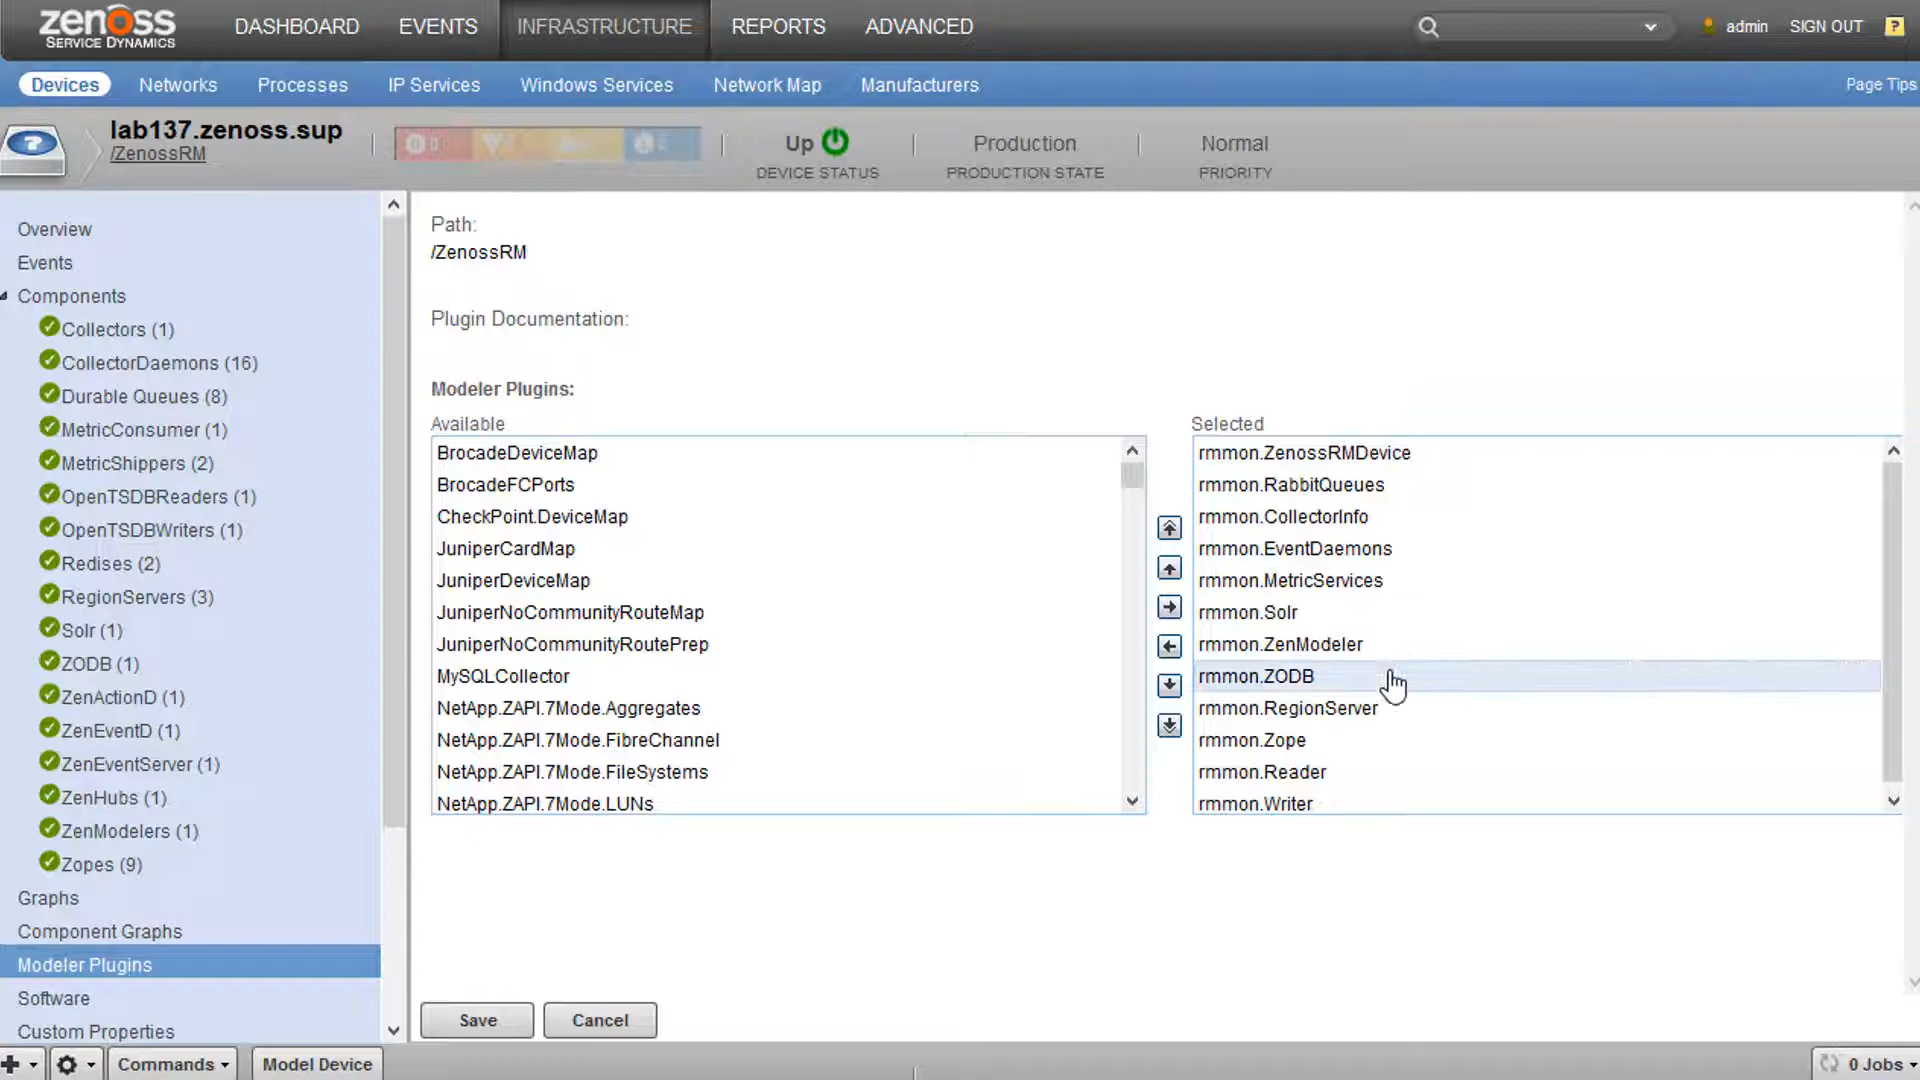 zenoss
SERVICE DYNAMICS
DASHBOARD EVENTS INFRASTRUCTURE REPORTS ADVANCED
admin SIGN OUT ?
Devices Networks Processes IP Services Windows Services Network Map Manufacturers
Page Tips
lab137.zenoss.sup
/ZenossRM
Up Production Normal
DEVICE STATUS PRODUCTION STATE PRIORITY
Overview
Events
Components
Collectors (1)
CollectorDaemons (16)
Durable Queues (8)
MetricConsumer (1)
MetricShippers (2)
OpenTSDBReaders (1)
OpenTSDBWriters (1)
Redises (2)
RegionServers (3)
Solr (1)
ZODB (1)
ZenActionD (1)
ZenEventD (1)
ZenEventServer (1)
ZenHubs (1)
ZenModelers (1)
Zopes (9)
Graphs
Component Graphs
Modeler Plugins
Software
Custom Properties
Path:
/ZenossRM
Plugin Documentation:
Modeler Plugins:
Available
BrocadeDeviceMap
BrocadeFCPorts
CheckPoint.DeviceMap
JuniperCardMap
JuniperDeviceMap
JuniperNoCommunityRouteMap
JuniperNoCommunityRoutePrep
MySQLCollector
NetApp.ZAPI.7Mode.Aggregates
NetApp.ZAPI.7Mode.FibreChannel
NetApp.ZAPI.7Mode.FileSystems
NetApp.ZAPI.7Mode.LUNs
Selected
rmmon.ZenossRMDevice
rmmon.RabbitQueues
rmmon.CollectorInfo
rmmon.EventDaemons
rmmon.MetricServices
rmmon.Solr
rmmon.ZenModeler
rmmon.ZODB
rmmon.RegionServer
rmmon.Zope
rmmon.Reader
rmmon.Writer
Save Cancel
Commands Model Device
0 Jobs